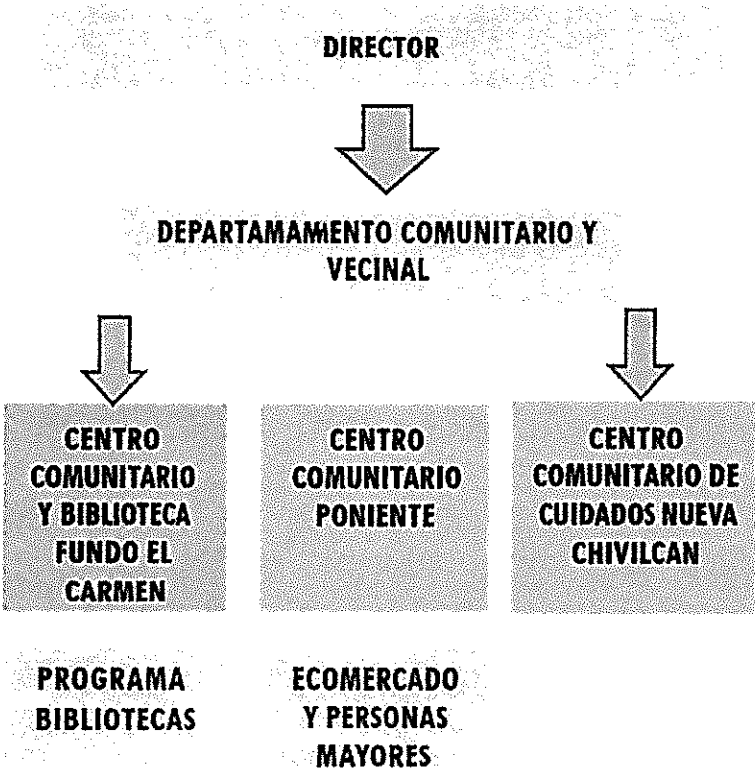 DIRECTOR
DEPARTAMAMENTO COMUNITARIO Y
VECINAL
CENTRO
COMUNITARIO
Y BIBLIOTECA
FUNDO EL
CARMEN
CENTRO
COMUNITARIO
PONIENTE
CENTRO
COMUNITARIO DE
CUIDADOS NUEVA
CHIVILCAN
PROGRAMA
BIBLIOTECAS
ECOMERCADO
Y PERSONAS
MAYORES